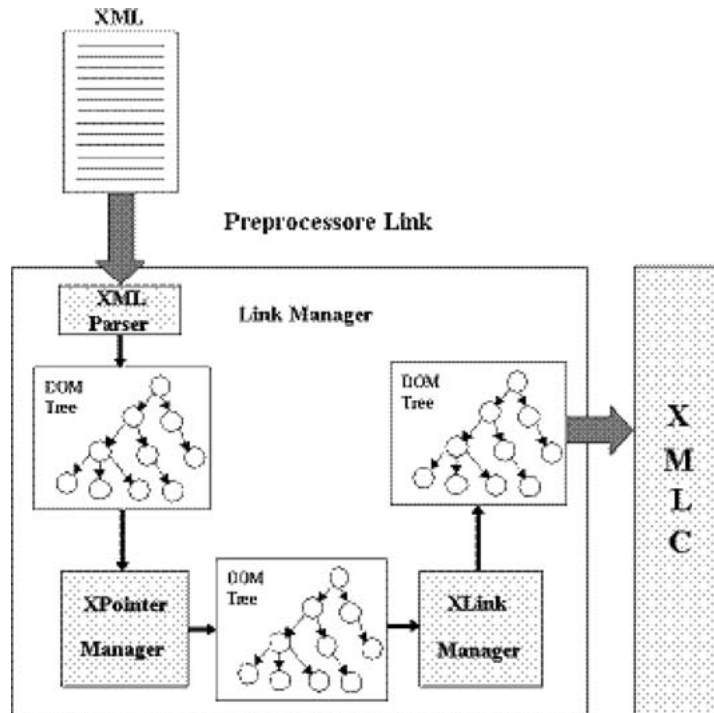 XML
Preprocessore Link
XML
Parser
Link Manager
DOM
Tree
DOM
Tree
X
M
L
C
XPointer
Manager
DOM
Tree
XLink
Manager